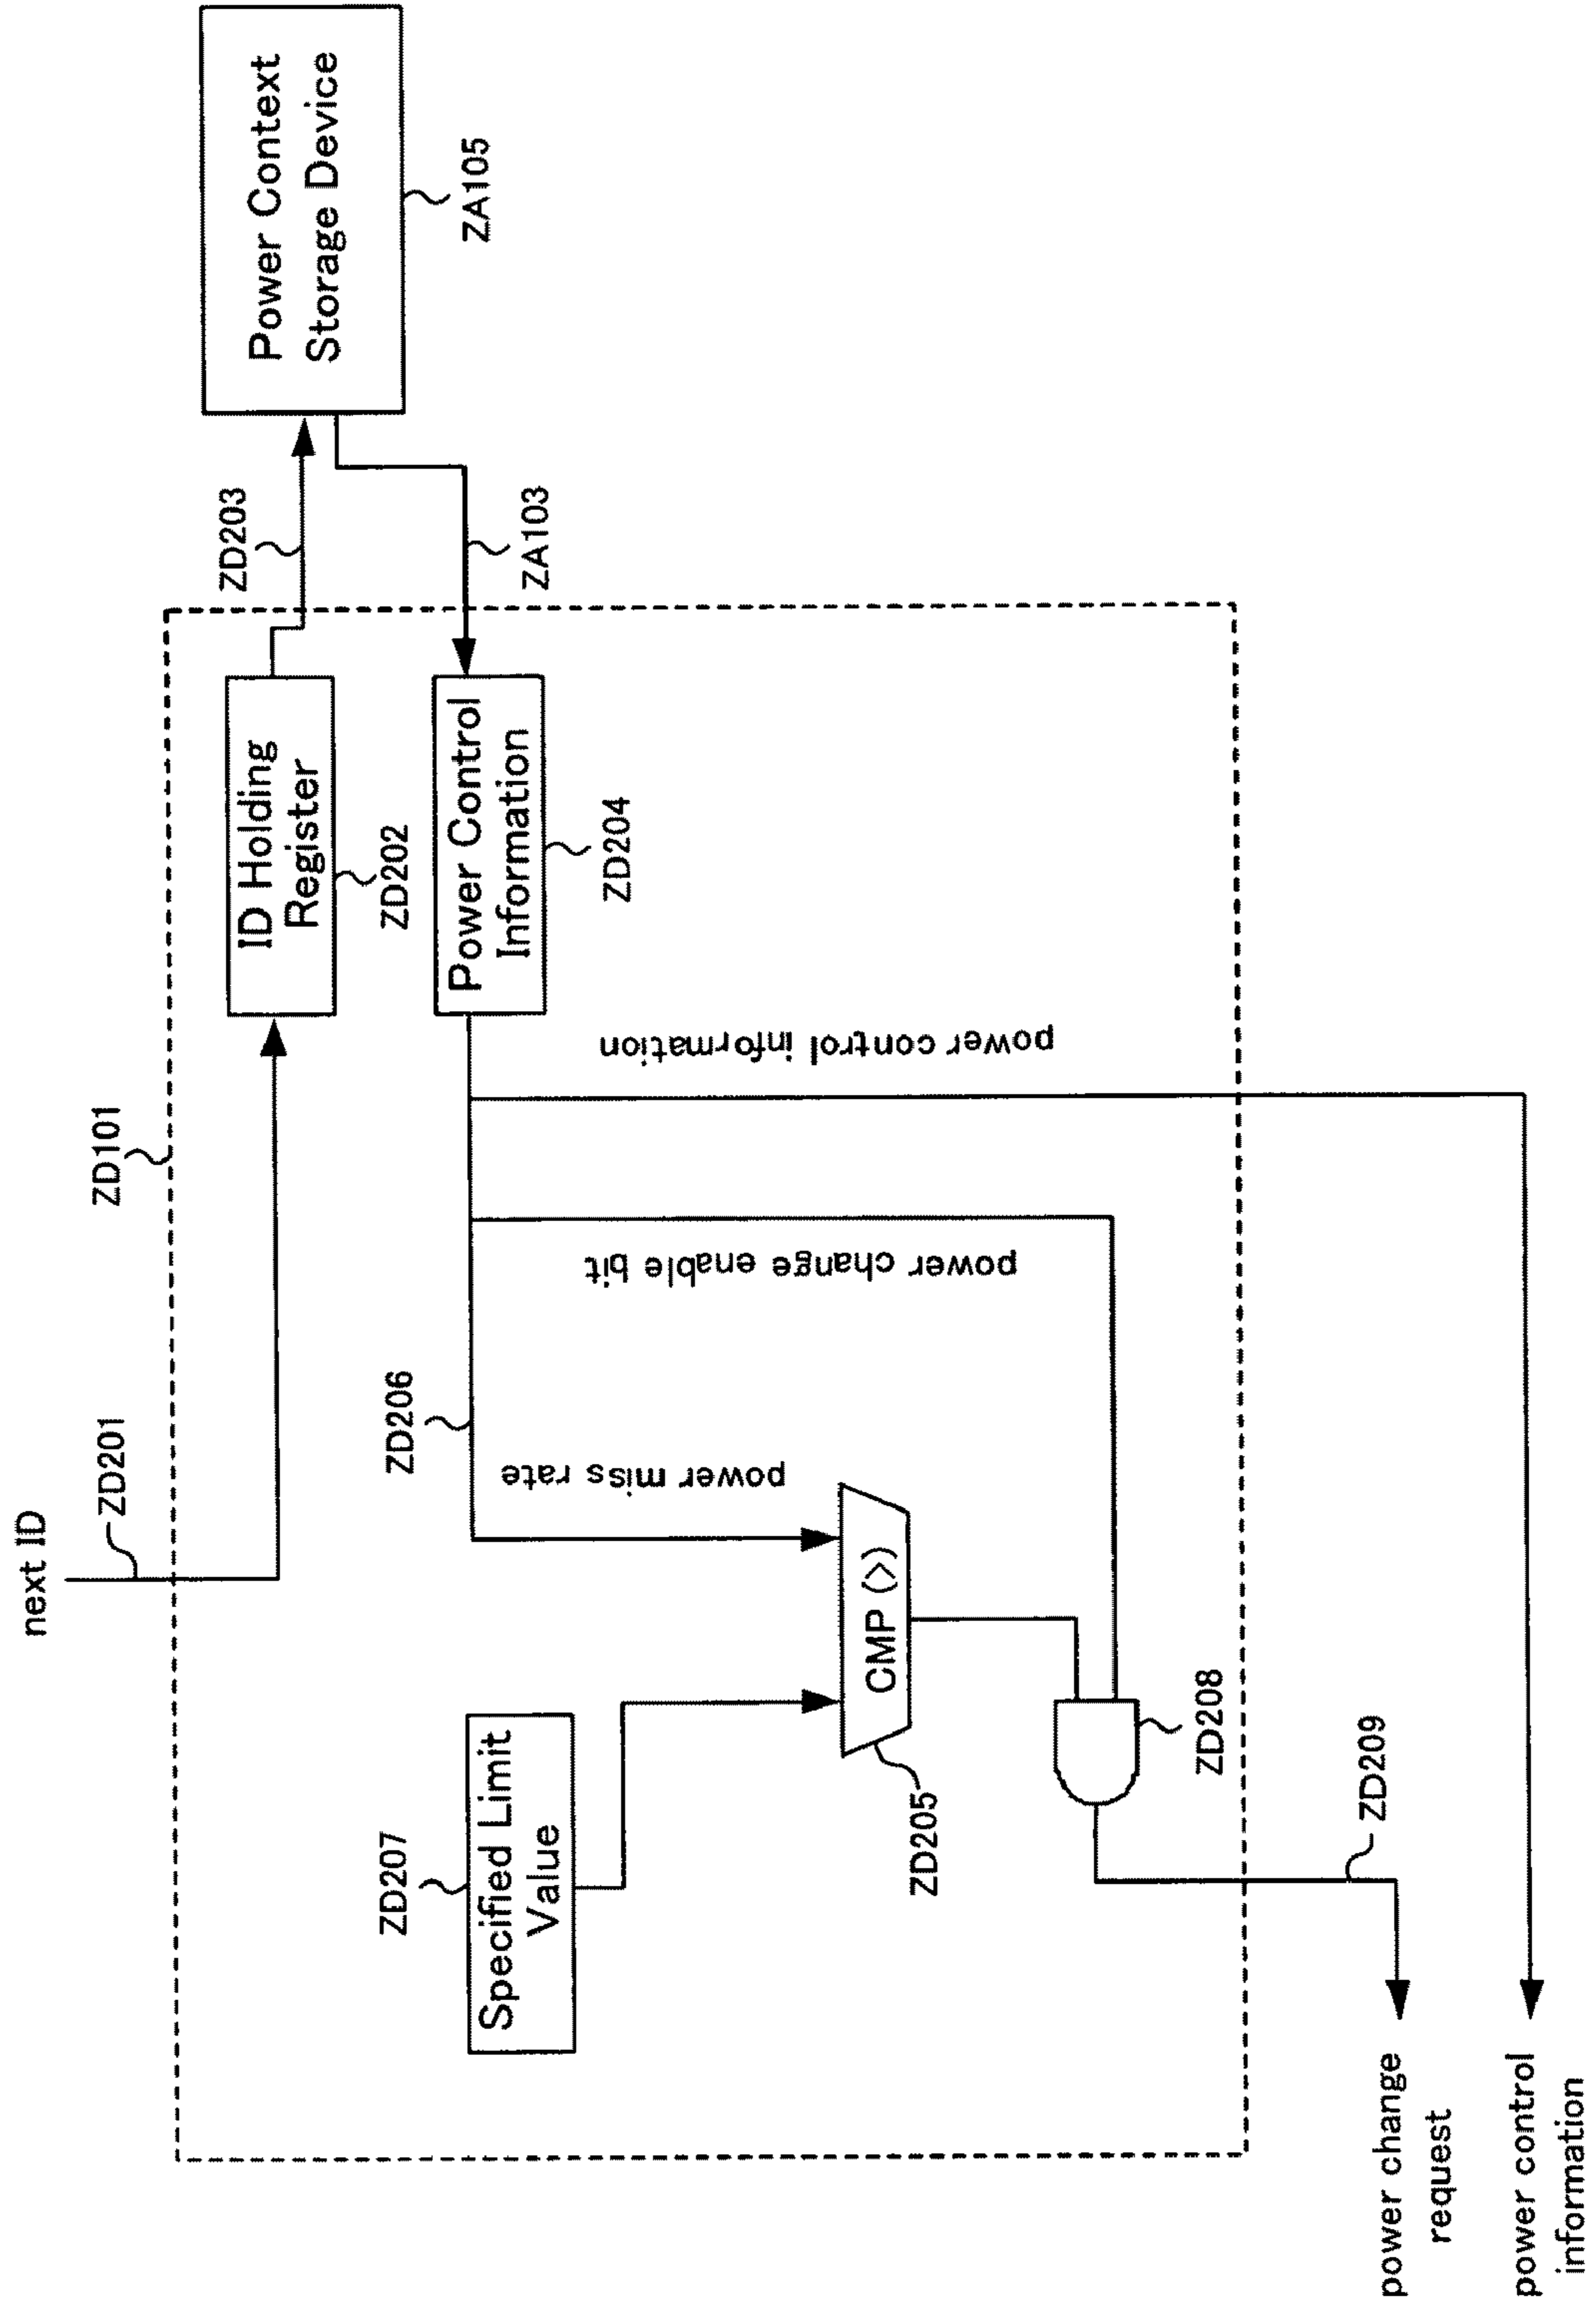 next ID
ZD201
ZD101
ID Holding
Register
ZD202
ZD203
Power Context
Storage Device
ZA105
ZA103
Power Control
Information
ZD204
ZD206
power miss rate
power change enable bit
power control information
ZD207
Specified Limit
Value
CMP (>)
ZD205
ZD208
ZD209
power change
request
power control
information